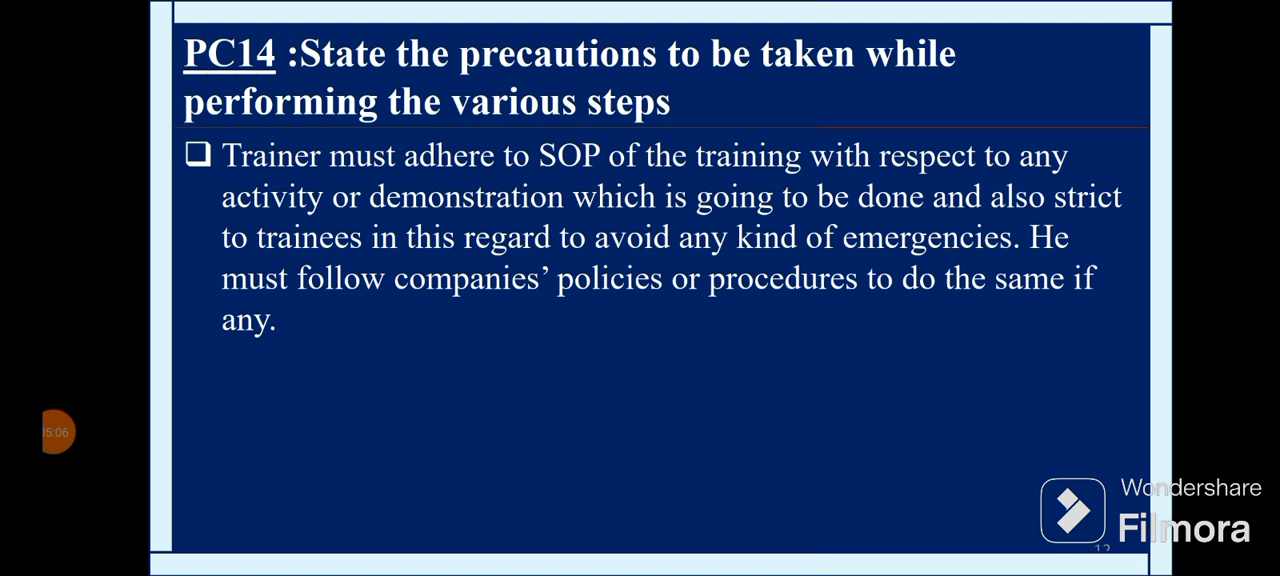 PC14 :State the precautions to be taken while
performing the various steps
❑ Trainer must adhere to SOP of the training with respect to any
activity or demonstration which is going to be done and also strict
to trainees in this regard to avoid any kind of emergencies. He
must follow companies’ policies or procedures to do the same if
any.
05:06
Wondershare
Filmora